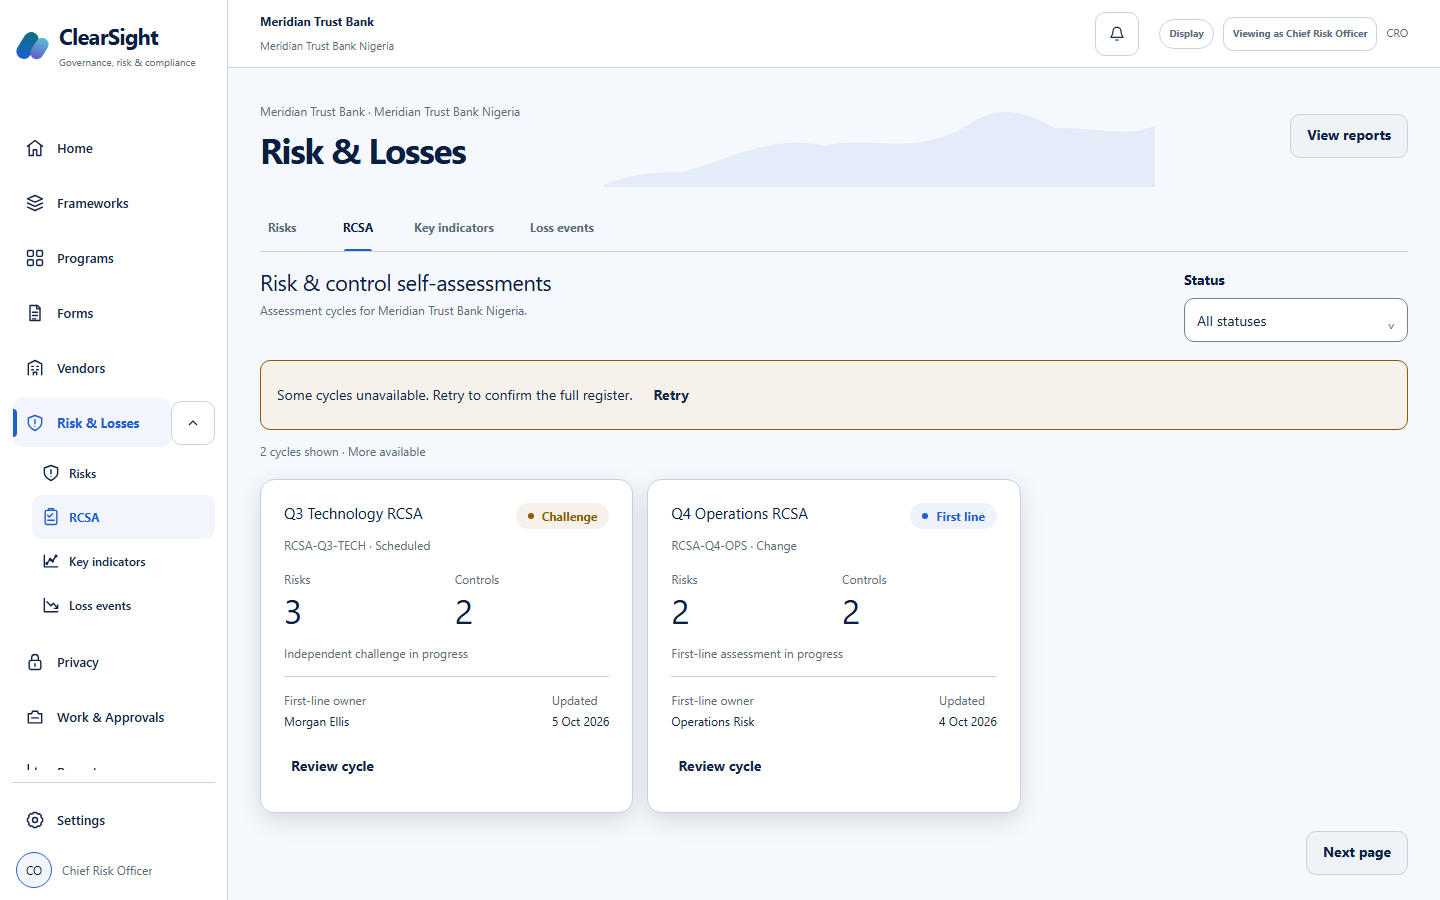 ClearSight
Governance, risk & compliance
Home
Frameworks
Programs
Forms
Vendors
Risk & Losses
Risks
RCSA
Key indicators
Loss events
Privacy
Work & Approvals
Settings
CO
Chief Risk Officer
Meridian Trust Bank
Meridian Trust Bank Nigeria
Display
Viewing as Chief Risk Officer
CRO
Meridian Trust Bank · Meridian Trust Bank Nigeria
Risk & Losses
View reports
Risks
RCSA
Key indicators
Loss events
Risk & control self-assessments
Assessment cycles for Meridian Trust Bank Nigeria.
Status
All statuses
Some cycles unavailable. Retry to confirm the full register.
Retry
2 cycles shown · More available
Q3 Technology RCSA
Challenge
RCSA-Q3-TECH · Scheduled
Risks
Controls
3
2
Independent challenge in progress
First-line owner
Updated
Morgan Ellis
5 Oct 2026
Review cycle
Q4 Operations RCSA
First line
RCSA-Q4-OPS · Change
Risks
Controls
2
2
First-line assessment in progress
First-line owner
Updated
Operations Risk
4 Oct 2026
Review cycle
Next page